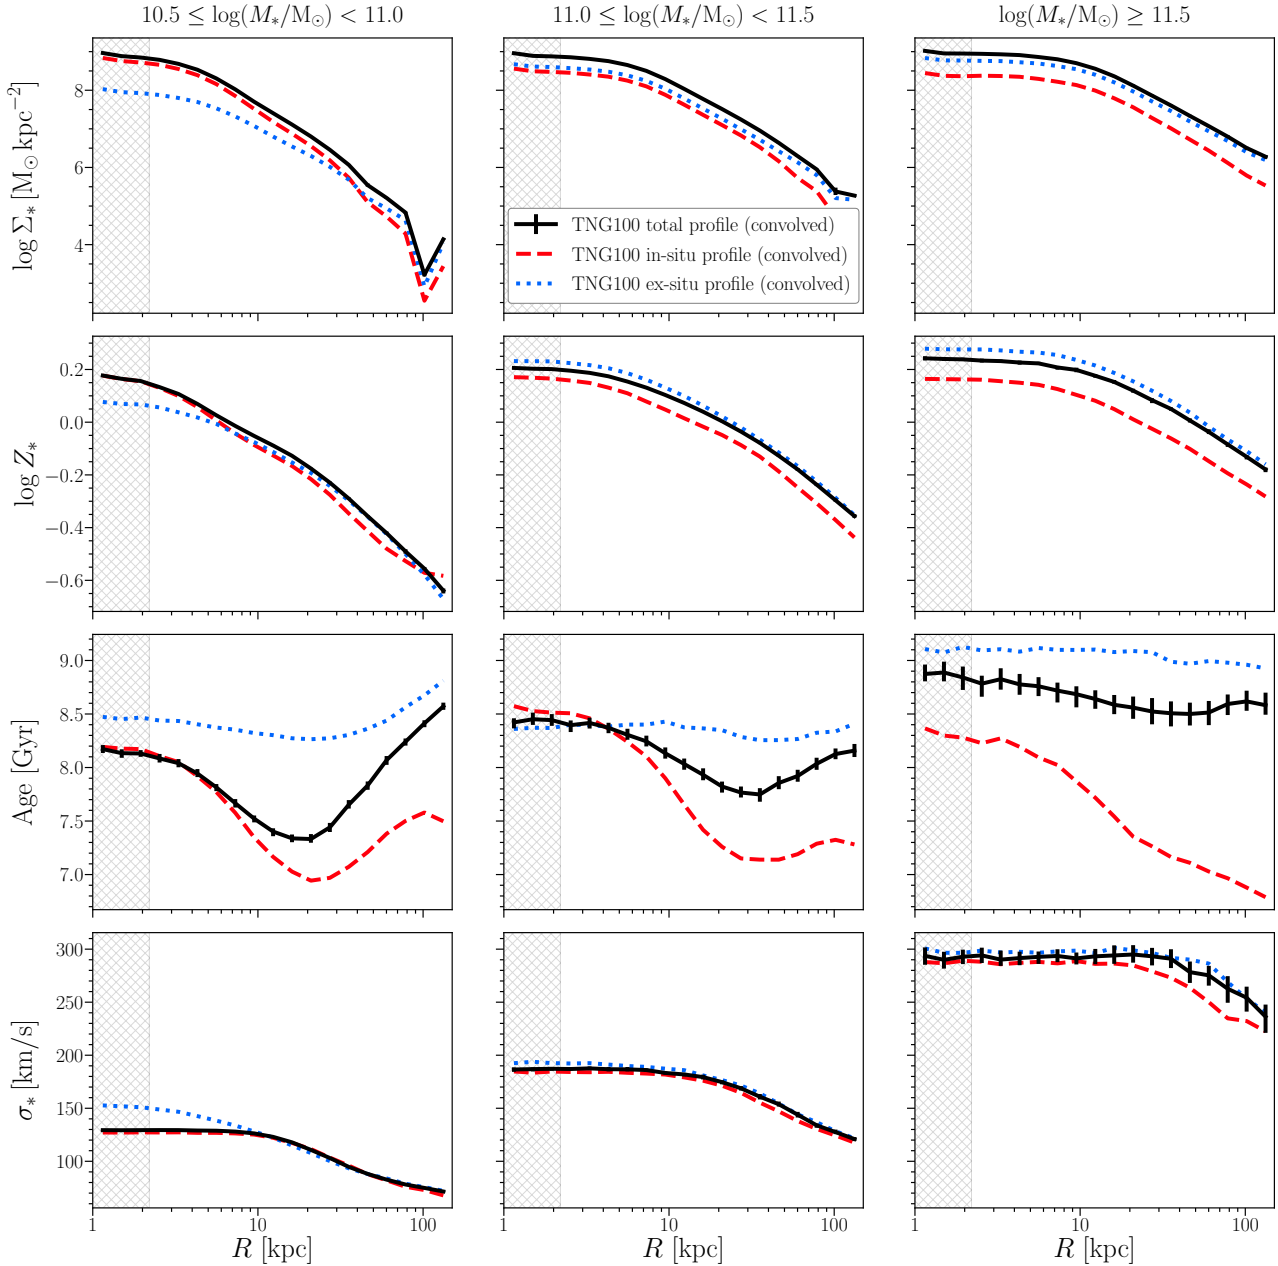 10.5 ≤ log(M*/M⊙) < 11.0
11.0 ≤ log(M*/M⊙) < 11.5
log(M*/M⊙) ≥ 11.5
log Σ* [M⊙ kpc⁻²]
8
6
4
TNG100 total profile (convolved)
TNG100 in-situ profile (convolved)
TNG100 ex-situ profile (convolved)
log Z*
0.2
0.0
−0.2
−0.4
−0.6
Age [Gyr]
9.0
8.5
8.0
7.5
7.0
σ* [km/s]
300
250
200
150
100
1 10 100
1 10 100
1 10 100
R [kpc]
R [kpc]
R [kpc]